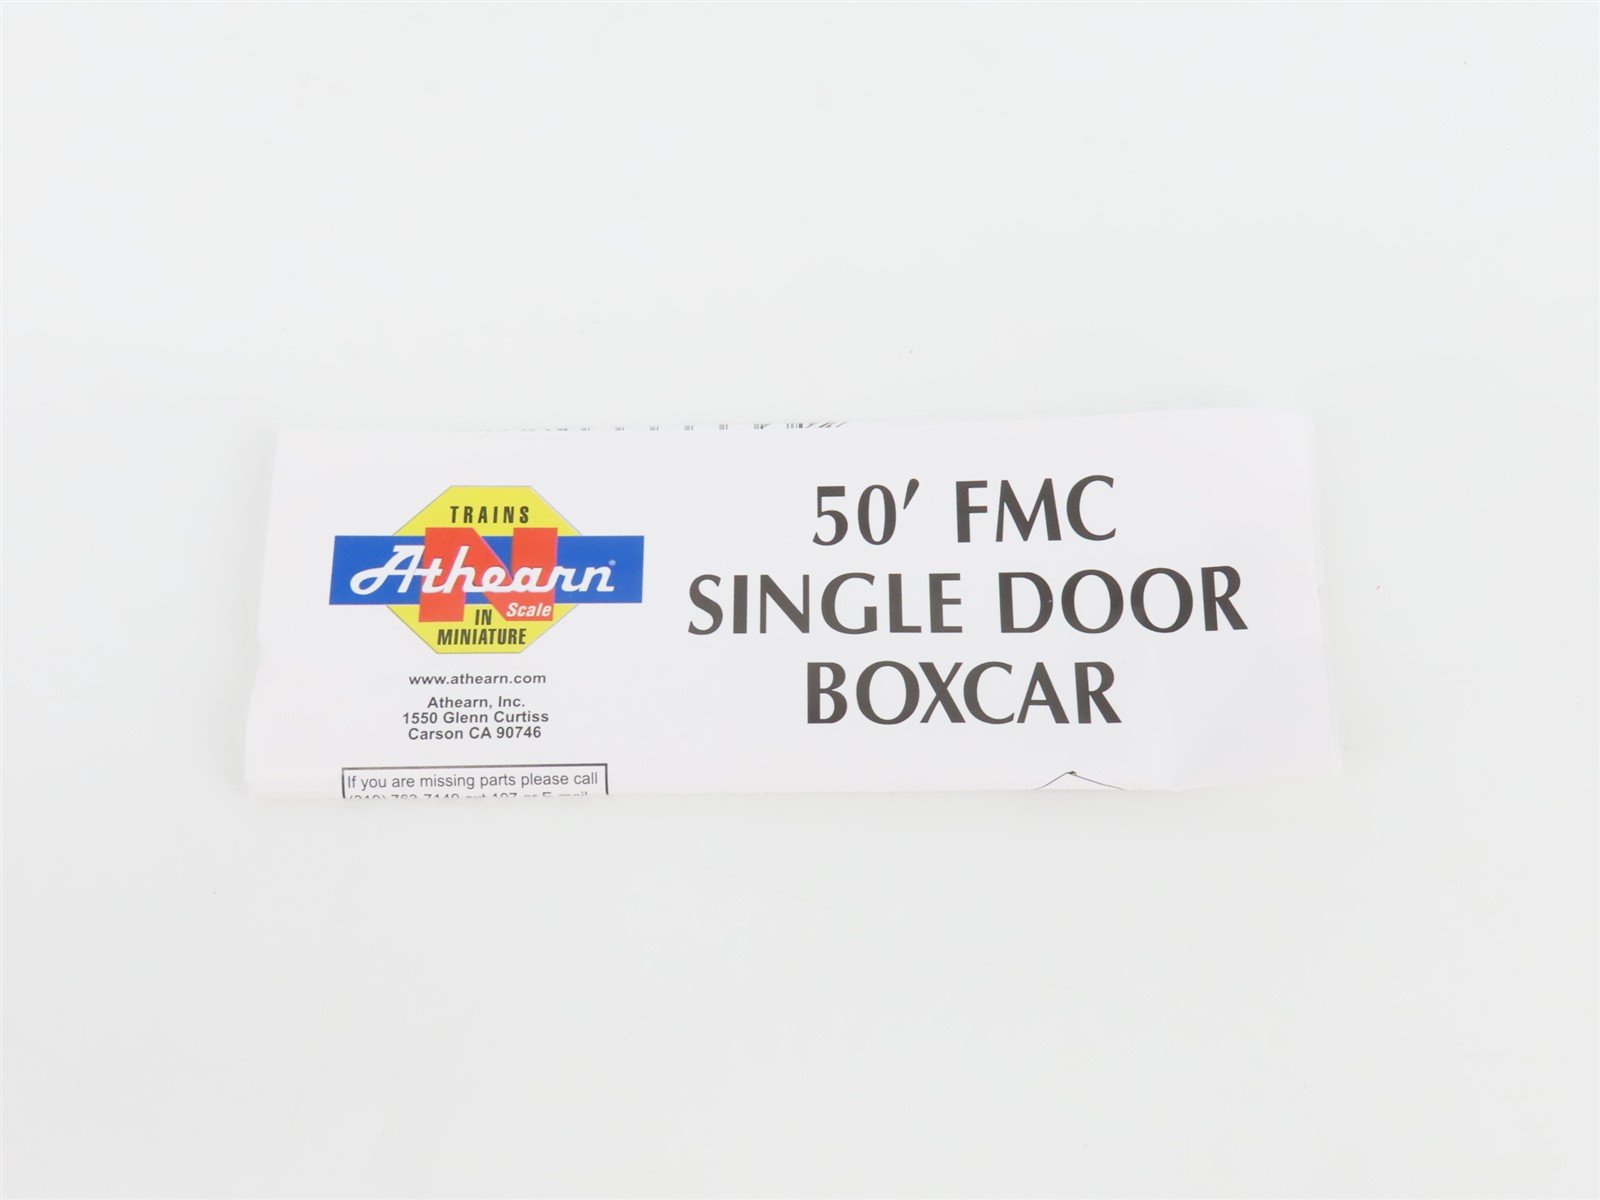 TRAINS
N
Athearn®
Scale
IN
MINIATURE
www.athearn.com
Athearn, Inc.
1550 Glenn Curtiss
Carson CA 90746
If you are missing parts please call
50' FMC
SINGLE DOOR
BOXCAR